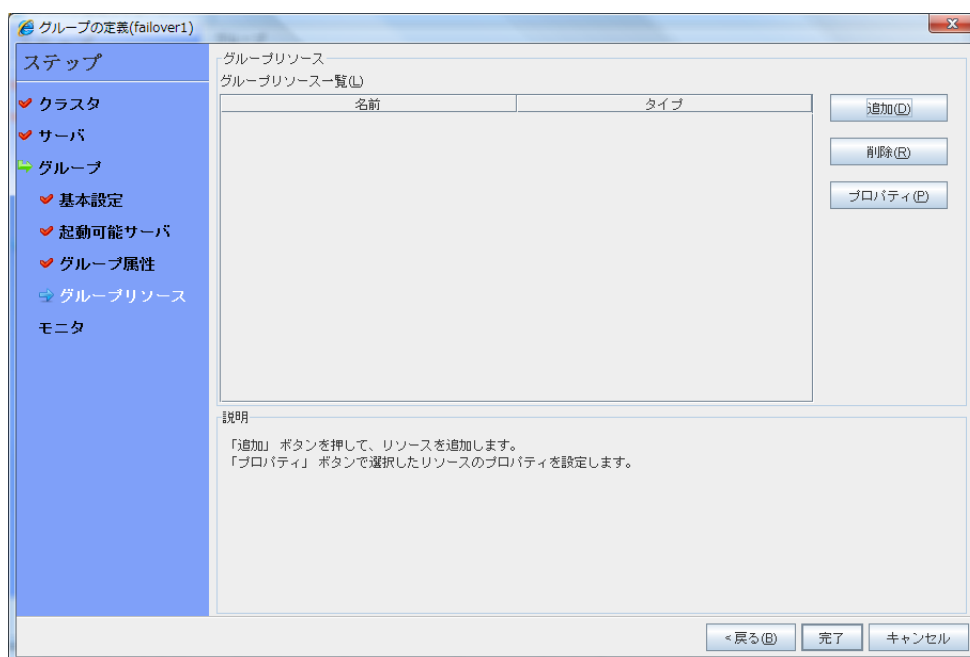 グループの定義(failover1)
ステップ
クラスタ
サーバ
グループ
基本設定
起動可能サーバ
グループ属性
グループリソース
モニタ
グループリソース
グループリソース一覧(L)
名前 タイプ
追加(D)
削除(R)
プロパティ(P)
説明
「追加」 ボタンを押して、リソースを追加します。
「プロパティ」 ボタンで選択したリソースのプロパティを設定します。
<戻る(B) 完了 キャンセル